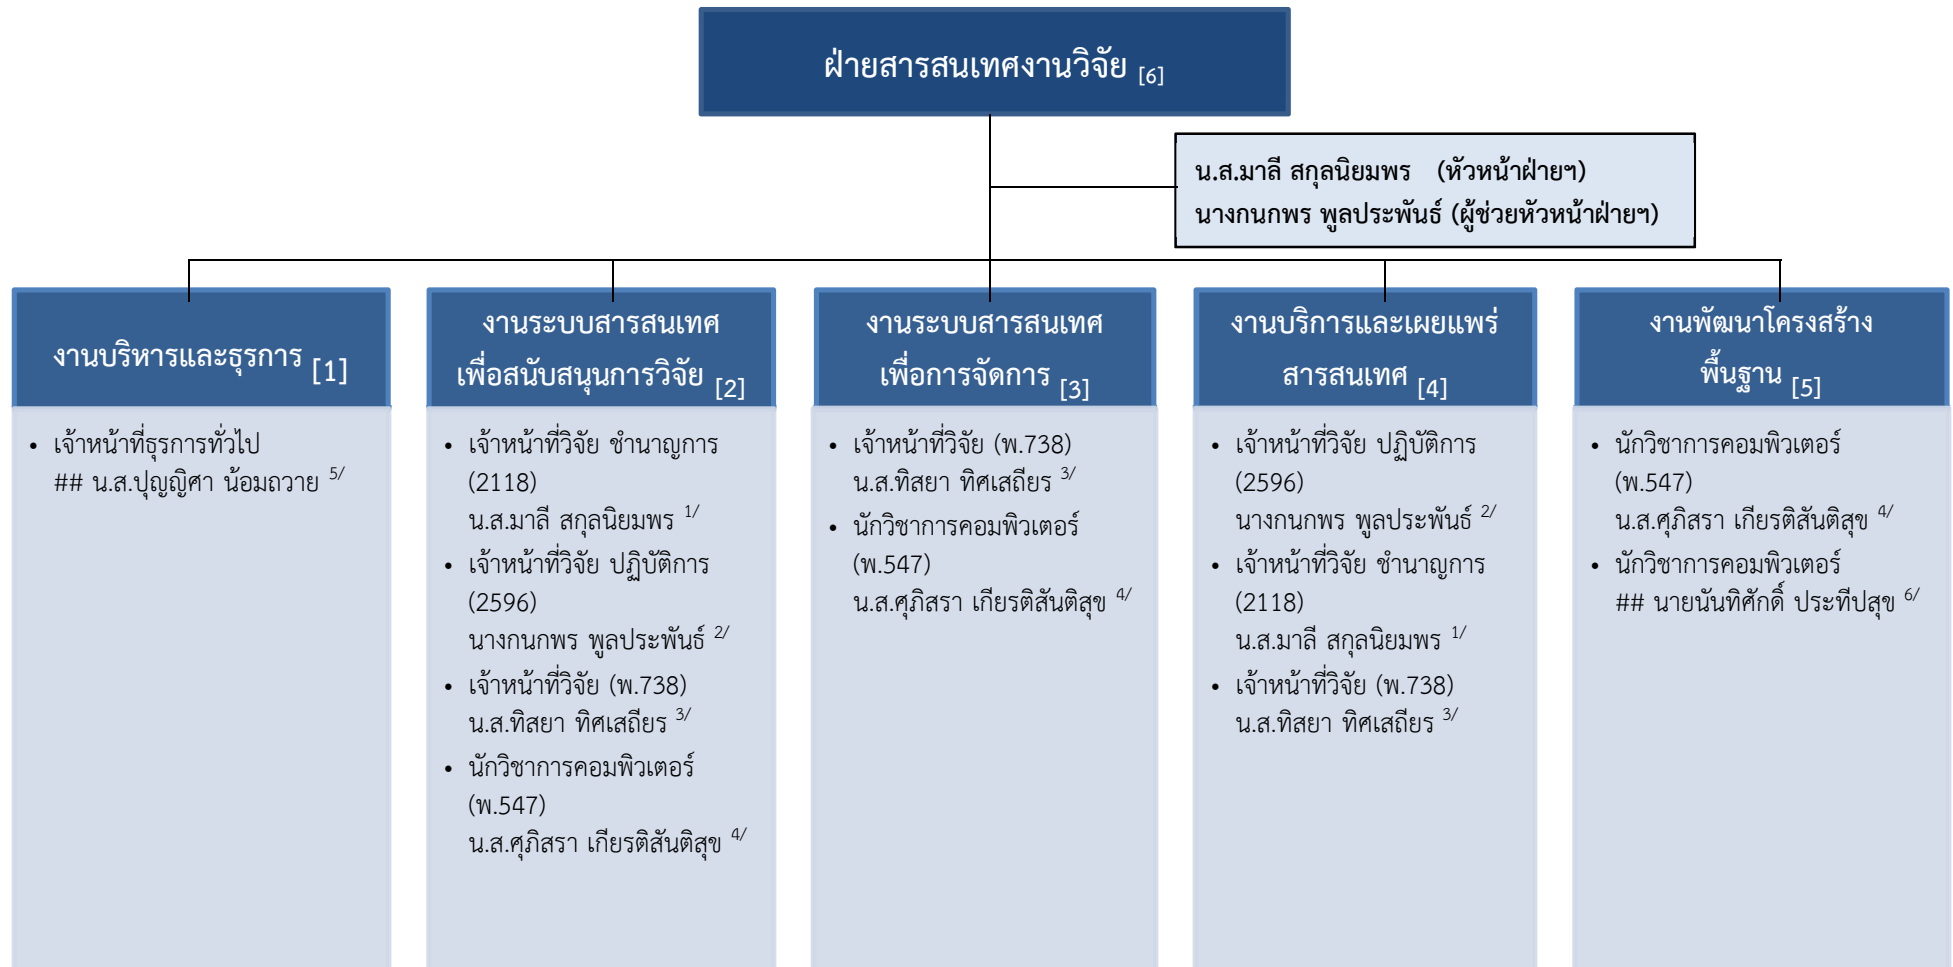 ฝ่ายสารสนเทศงานวิจัย [6]
น.ส.มาลี สกุลนิยมพร (หัวหน้าฝ่ายฯ)
นางกนกพร พูลประพันธ์ (ผู้ช่วยหัวหน้าฝ่ายฯ)
งานบริหารและธุรการ [1]
• เจ้าหน้าที่ธุรการทั่วไป
## น.ส.ปุญญิศา น้อมถวาย 5/
งานระบบสารสนเทศ
เพื่อสนับสนุนการวิจัย [2]
• เจ้าหน้าที่วิจัย ชำนาญการ
(2118)
น.ส.มาลี สกุลนิยมพร 1/
• เจ้าหน้าที่วิจัย ปฏิบัติการ
(2596)
นางกนกพร พูลประพันธ์ 2/
• เจ้าหน้าที่วิจัย (พ.738)
น.ส.ทิสยา ทิศเสถียร 3/
• นักวิชาการคอมพิวเตอร์
(พ.547)
น.ส.ศุภิสรา เกียรติสันติสุข 4/
งานระบบสารสนเทศ
เพื่อการจัดการ [3]
• เจ้าหน้าที่วิจัย (พ.738)
น.ส.ทิสยา ทิศเสถียร 3/
• นักวิชาการคอมพิวเตอร์
(พ.547)
น.ส.ศุภิสรา เกียรติสันติสุข 4/
งานบริการและเผยแพร่
สารสนเทศ [4]
• เจ้าหน้าที่วิจัย ปฏิบัติการ
(2596)
นางกนกพร พูลประพันธ์ 2/
• เจ้าหน้าที่วิจัย ชำนาญการ
(2118)
น.ส.มาลี สกุลนิยมพร 1/
• เจ้าหน้าที่วิจัย (พ.738)
น.ส.ทิสยา ทิศเสถียร 3/
งานพัฒนาโครงสร้าง
พื้นฐาน [5]
• นักวิชาการคอมพิวเตอร์
(พ.547)
น.ส.ศุภิสรา เกียรติสันติสุข 4/
• นักวิชาการคอมพิวเตอร์
## นายนันทิศักดิ์ ประทีปสุข 6/